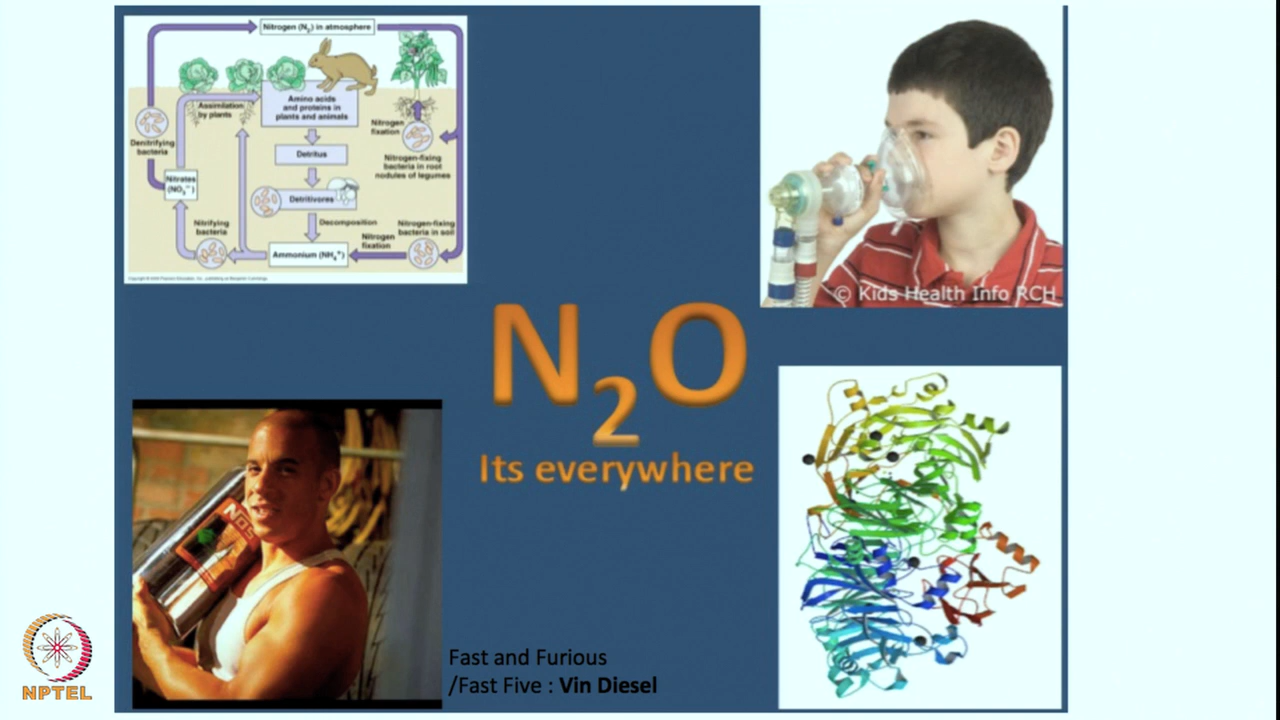 Nitrogen (N₂) in atmosphere
Assimilation
by plants
Amino acids
and proteins in
plants and animals
Nitrogen
fixation
Denitrifying
bacteria
Detritus
Nitrogen-fixing
bacteria in root
nodules of legumes
Nitrates
(NO₃⁻)
Detritivores
Decomposition
Nitrifying
bacteria
Nitrogen-fixing
bacteria in soil
Nitrogen
fixation
Ammonium (NH₄⁺)
© Kids Health Info RCH
N₂O
Its everywhere
NOS
Fast and Furious
/Fast Five : Vin Diesel
NPTEL